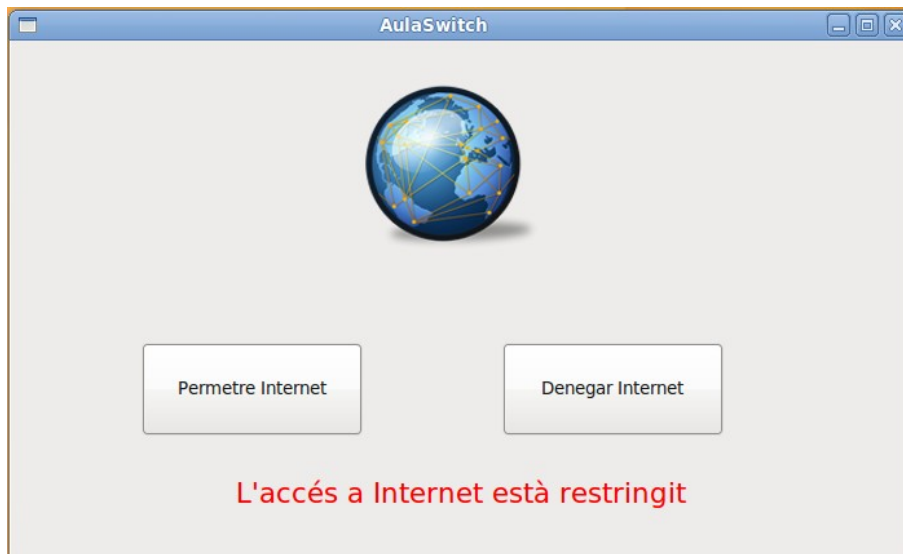 AulaSwitch
Permetre Internet
Denegar Internet
L'accés a Internet està restringit